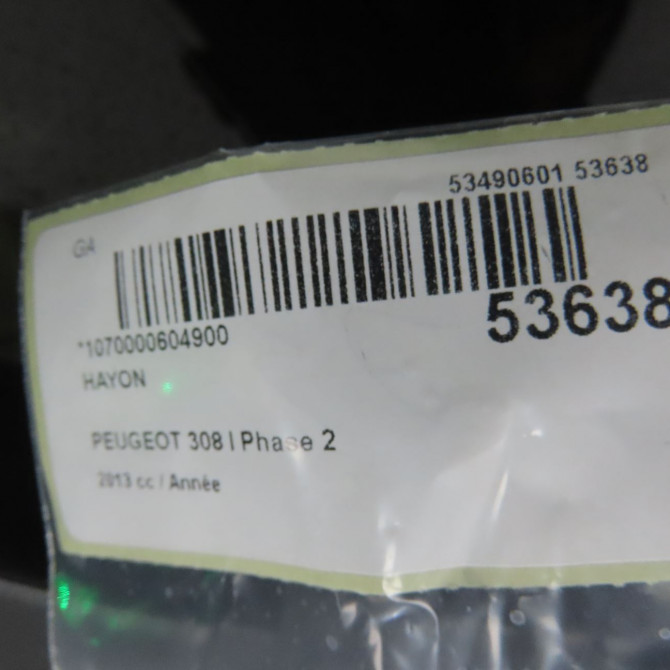 53490601 53638
GA
53638
*1070000604900
HAYON
PEUGEOT 308 I Phase 2
2013 cc / Année